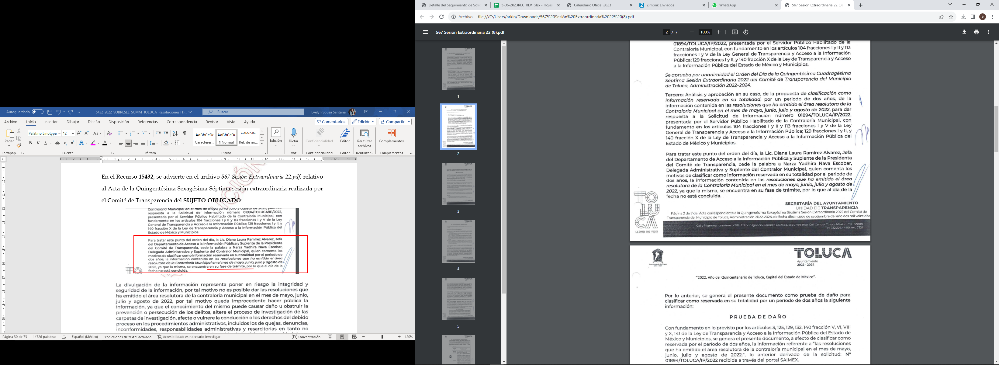 Autoguardado
15432_2022_SOBRESEE_SCMM_TOLUCA_Resoluciones (1)...
Buscar
Evelyn Souza Santana
Archivo Inicio Insertar Dibujar Diseño Disposición Referencias Correspondencia Revisar Vista Ayuda
Comentarios Edición Compartir
Palatino Linotype 12
Pegar
AaBbCcDc AaBbCcDc AaBbCcDdEe
Caracteres... ¶ Normal Ref. de no...
Edición Dictar Confidencialidad Editor Reutilizar archivos Complementos
Portapap... Fuente Párrafo Estilos Voz Confidencialidad Editor Reutilizar... Complementos
En el Recurso 15432, se advierte en el archivo 567 Sesión Extraordinaria 22.pdf, relativo
al Acta de la Quingentésima Sexagésima Séptima sesión extraordinaria realizada por
el Comité de Transparencia del SUJETO OBLIGADO:
Contraloría Municipal en el mes de mayo, junio, julio y agosto de 2022, para dar
respuesta a la Solicitud de Información número 01894/TOLUCA/IP/2022,
presentada por el Servidor Público Habilitado de la Contraloría Municipal, con
fundamento en los artículos 104 fracciones I y II y 113 fracciones I y V de la Ley
General de Transparencia y Acceso a la Información Pública; 129 fracciones I y II, y
140 fracción X de la Ley de Transparencia y Acceso a la Información Pública del
Estado de México y Municipios.
Para tratar este punto del orden del día, la Lic. Diana Laura Ramírez Alvarez, Jefa
del Departamento de Acceso a la Información Pública y Suplente de la Presidenta
del Comité de Transparencia, cede la palabra a Narza Yadhira Nava Escobar,
Delegada Administrativa y Suplente del Contralor Municipal, quien comenta los
motivos de clasificar como información reservada en su totalidad por el periodo de
dos años, la información contenida en las resoluciones que ha emitido el área
resolutora de la Contraloría Municipal en el mes de mayo, junio, julio y agosto de
2022, ya que la misma, se encuentra en su fase de trámite, por lo que al día de la
fecha no está concluida.
La divulgación de la información representa poner en riesgo la integridad y
seguridad de la información, por tal motivo no es posible dar las resoluciones que
ha emitido el área resolutora de la contraloría municipal en el mes de mayo, junio,
julio y agosto de 2022, por tal motivo queda improcedente hacer pública la
información, ya que el conocimiento del mismo puede causar daño u obstruir la
prevención o persecución de los delitos, altere el proceso de investigación de las
carpetas de investigación, afecte o vulnere la conducción o los derechos del debido
proceso en los procedimientos administrativos, incluidos los de quejas, denuncias,
inconformidades, responsabilidades administrativas y resarcitorias en tanto no
Página 30 de 73 14726 palabras Español (México) Predicciones de texto: activado Accesibilidad: es necesario investigar Concentración 120%
Detalle del Seguimiento de Solic 5-06-2023REC_REV_.xlsx - Hojas Calendario Oficial 2023 Zimbra: Enviados WhatsApp 567 Sesión Extraordinaria 22 (8).
Archivo file:///C:/Users/arkin/Downloads/567%20Sesión%20Extraordinaria%2022%20(8).pdf
567 Sesión Extraordinaria 22 (8).pdf 2 / 7 100%
1
2
3
4
5
01894/TOLUCA/IP/2022, presentada por el Servidor Público Habilitado de la
Contraloría Municipal, con fundamento en los artículos 104 fracciones I y II y 113
fracciones I y V de la Ley General de Transparencia y Acceso a la Información
Pública; 129 fracciones I y II, y 140 fracción X de la Ley de Transparencia y Acceso
a la Información Pública del Estado de México y Municipios.
Se aprueba por unanimidad el Orden del Día de la Quingentésima Cuadragésima
Séptima Sesión Extraordinaria 2022 del Comité de Transparencia del Municipio
de Toluca, Administración 2022-2024.
Tercero: Análisis y aprobación en su caso, de la propuesta de clasificación como
información reservada en su totalidad, por un periodo de dos años, de la
información contenida en las resoluciones que ha emitido el área resolutora de la
Contraloría Municipal en el mes de mayo, junio, julio y agosto de 2022, para dar
respuesta a la Solicitud de Información número 01894/TOLUCA/IP/2022,
presentada por el Servidor Público Habilitado de la Contraloría Municipal, con
fundamento en los artículos 104 fracciones I y II y 113 fracciones I y V de la Ley
General de Transparencia y Acceso a la Información Pública; 129 fracciones I y II, y
140 fracción X de la Ley de Transparencia y Acceso a la Información Pública del
Estado de México y Municipios.
Para tratar este punto del orden del día, la Lic. Diana Laura Ramírez Alvarez, Jefa
del Departamento de Acceso a la Información Pública y Suplente de la Presidenta
del Comité de Transparencia, cede la palabra a Narza Yadhira Nava Escobar,
Delegada Administrativa y Suplente del Contralor Municipal, quien comenta los
motivos de clasificar como información reservada en su totalidad por el periodo de
dos años, la información contenida en las resoluciones que ha emitido el área
resolutora de la Contraloría Municipal en el mes de mayo, junio, julio y agosto de
2022, ya que la misma, se encuentra en su fase de trámite, por lo que al día de la
fecha no está concluida.
SECRETARÍA DEL AYUNTAMIENTO
UNIDAD DE TRANSPARENCIA
Página 2 de 7 del Acta correspondiente a la Quingentésima Sexagésima Séptima Sesión Extraordinaria 2022 del Comité de
Transparencia del Municipio de Toluca, Administración 2022-2024, de fecha diecinueve de septiembre del año dos mil veintidós
Calle Nigromante número 202, Edificio Ignacio Ramírez Calzada, segundo piso, Col. Centro, Toluca México. C.P. 50000
Tel: 722.226.44.90, ext. 7321
TOLUCA
LLENA DE VIDA
Ayuntamiento de Toluca
2022 - 2024
TOLUCA
Ayuntamiento
2022 - 2024
"2022. Año del Quincentenario de Toluca, Capital del Estado de México".
Por lo anterior, se genera el presente documento como prueba de daño para
clasificar como reservada en su totalidad por un período de dos años la siguiente
información:
PRUEBA DE DAÑO
Con fundamento en lo previsto por los artículos 3, 125, 129, 132, 140 fracción V, VI, VIII
y X, 141 de la Ley de Transparencia y Acceso a la Información Pública del Estado de
México y Municipios, se genera el presente documento, a efecto de clasificar como
reservada por el período de dos años, la información referente a "las resoluciones
que ha emitido el área resolutora de la contraloría municipal en el mes de mayo,
junio, julio y agosto de 2022.", lo anterior derivado de la solicitud: Nº
01894/TOLUCA/IP/2022 recibida a través del portal SAIMEX.